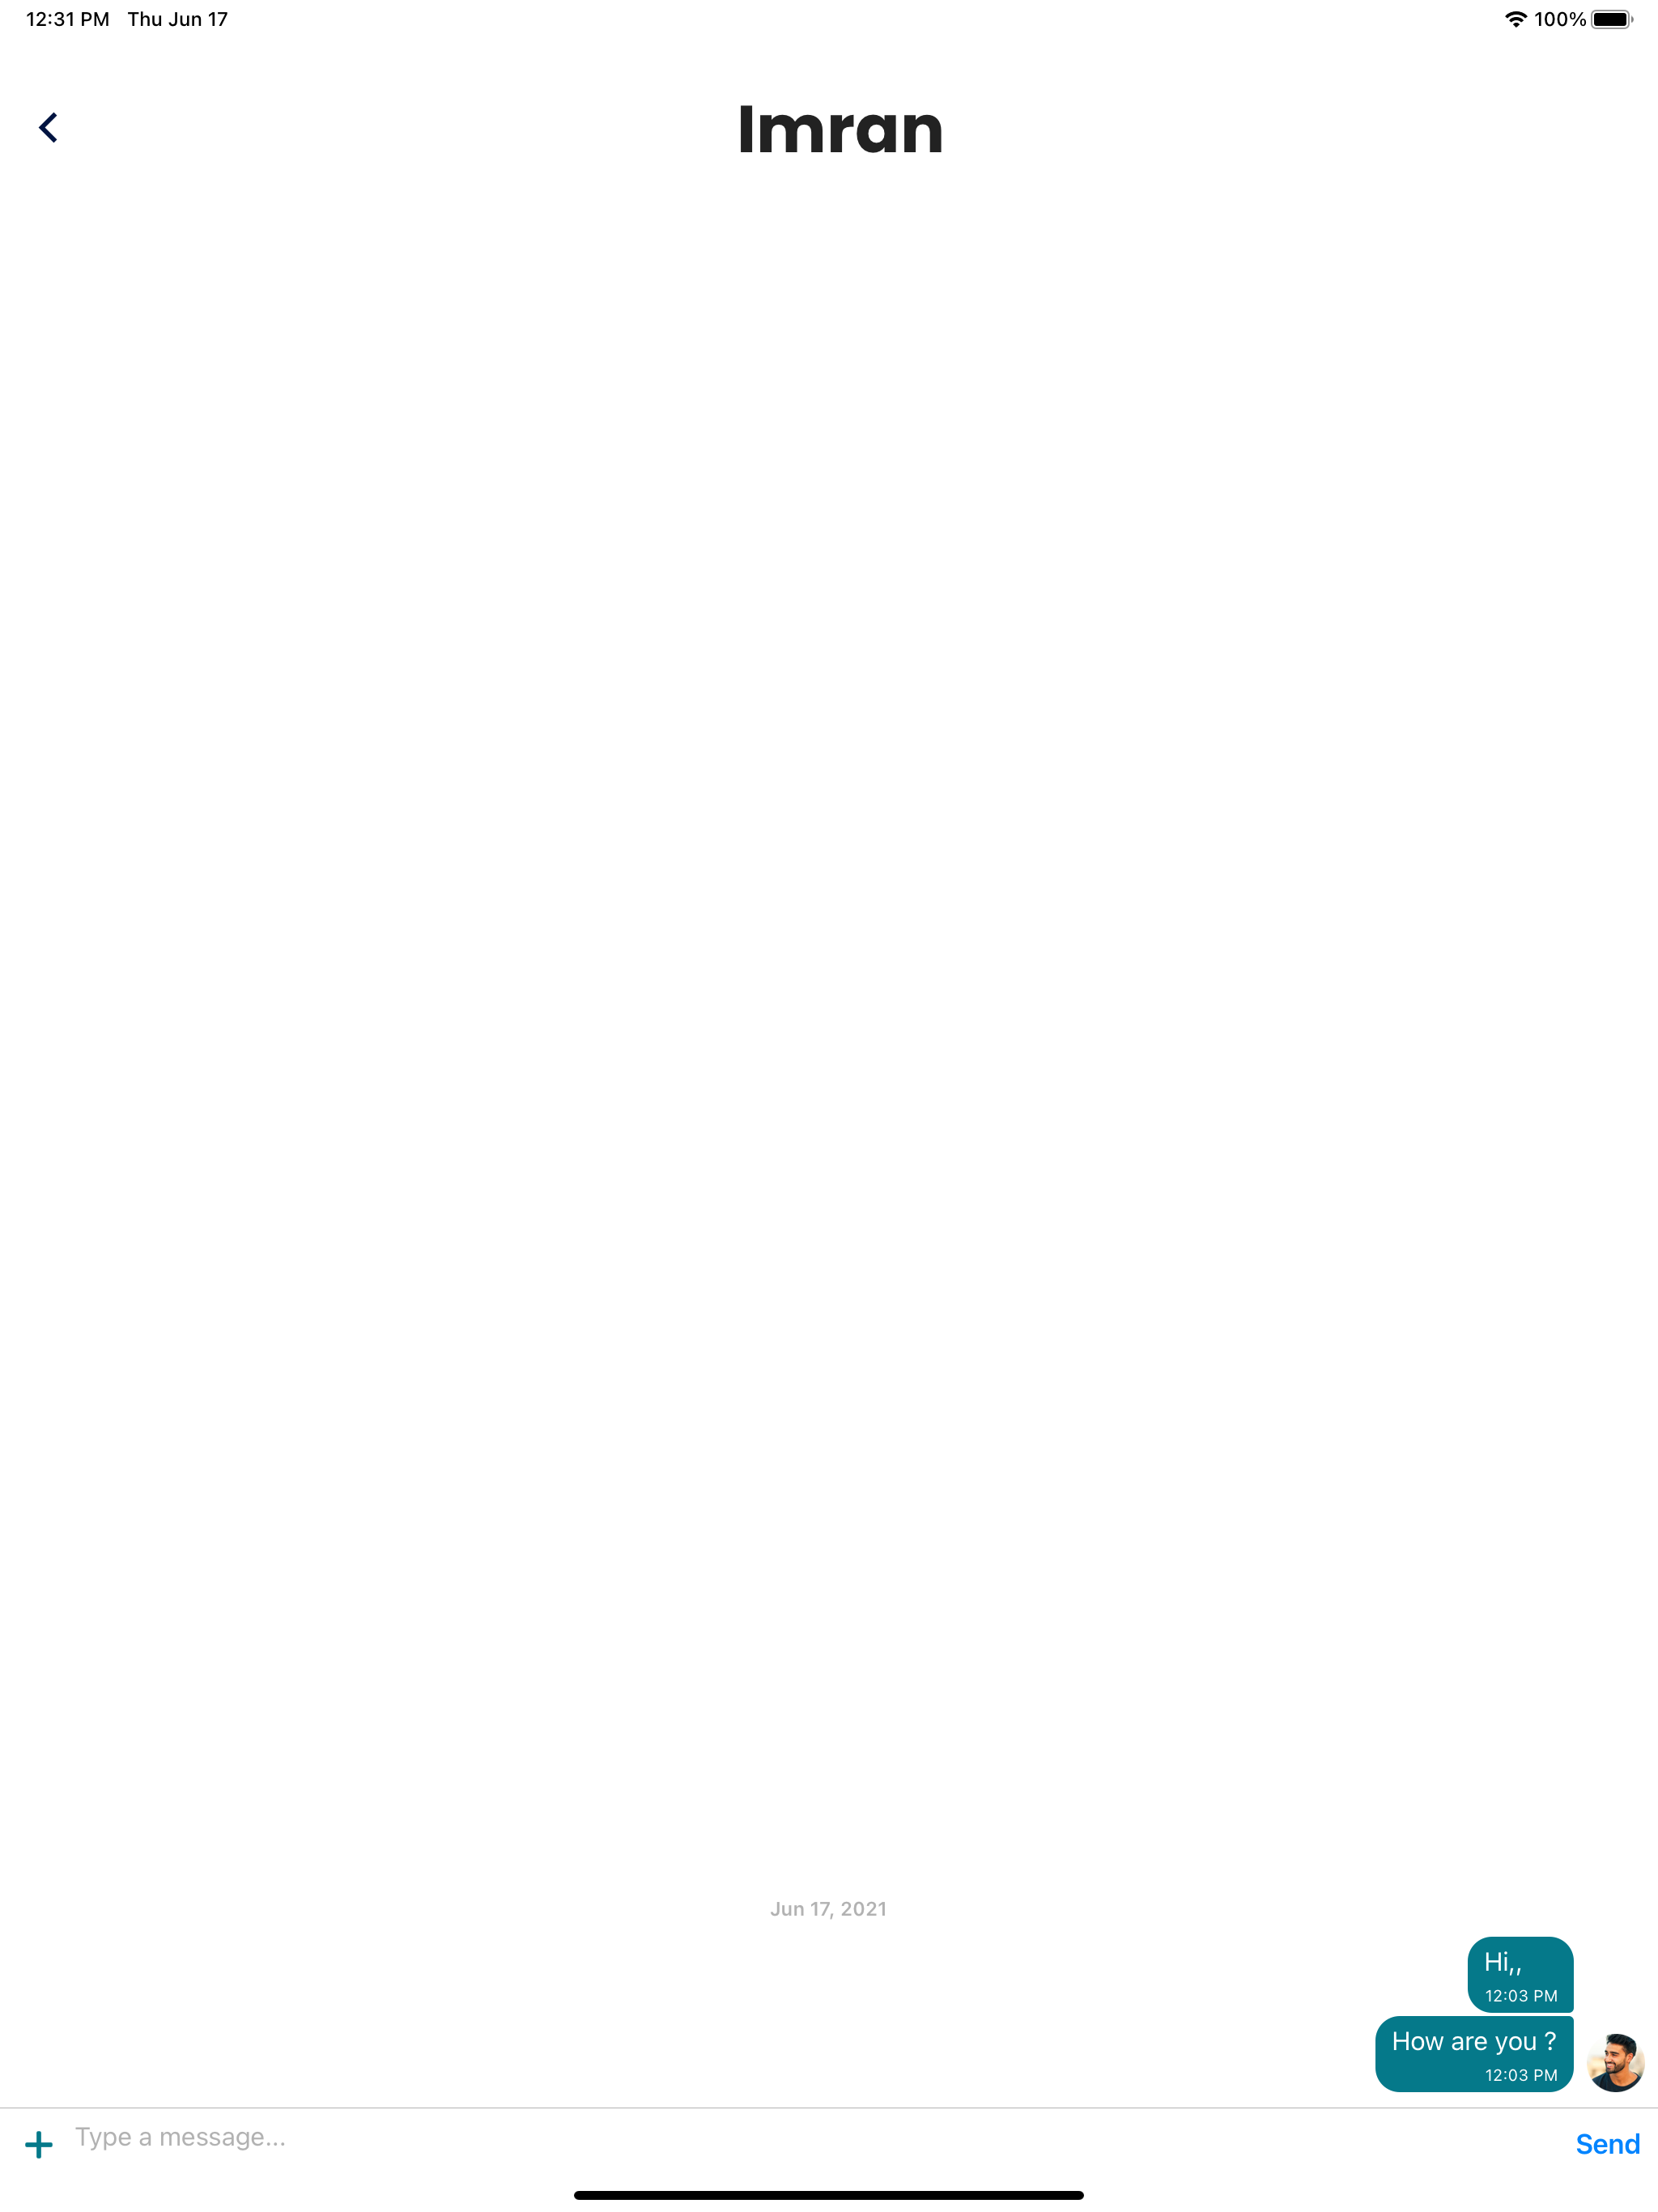 12:31 PM Thu Jun 17 100%
Imran
Jun 17, 2021
Hi,,
12:03 PM
How are you ?
12:03 PM
Type a message...
Send